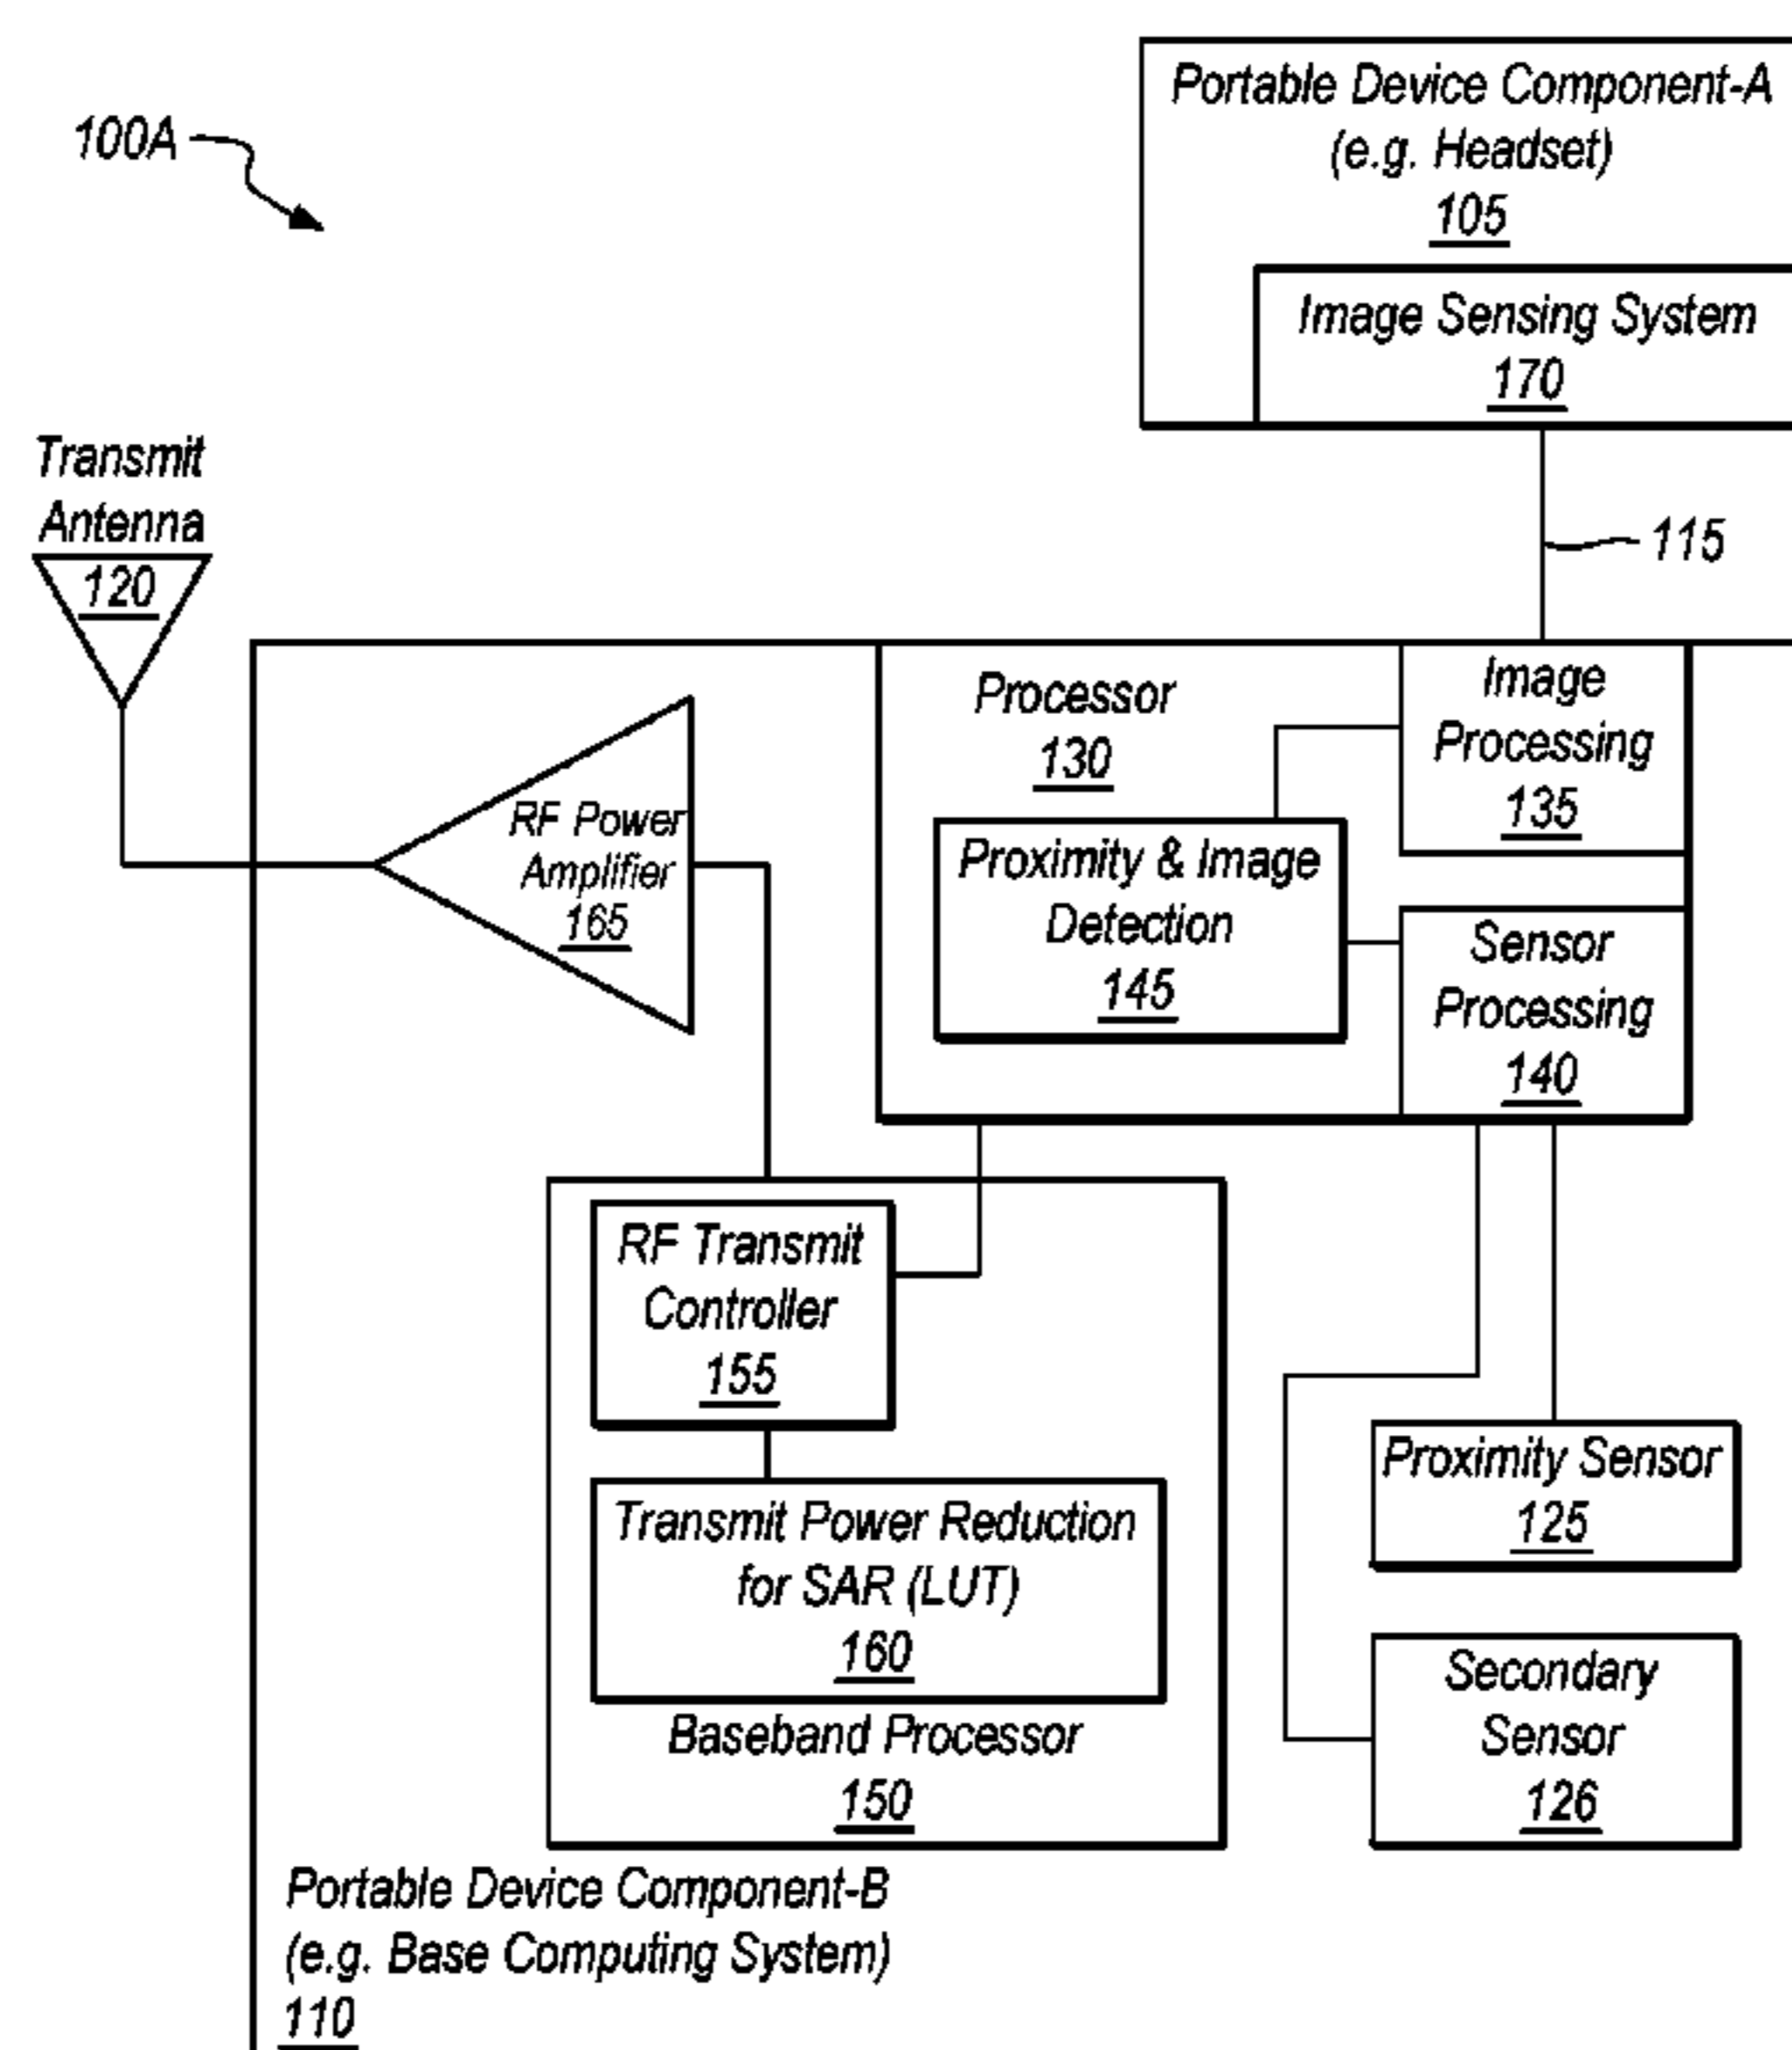 100A
Portable Device Component-A
(e.g. Headset)
105
Image Sensing System
170
115
Transmit
Antenna
120
RF Power
Amplifier
165
Processor
130
Image
Processing
135
Proximity & Image
Detection
145
Sensor
Processing
140
RF Transmit
Controller
155
Transmit Power Reduction
for SAR (LUT)
160
Baseband Processor
150
Proximity Sensor
125
Secondary
Sensor
126
Portable Device Component-B
(e.g. Base Computing System)
110